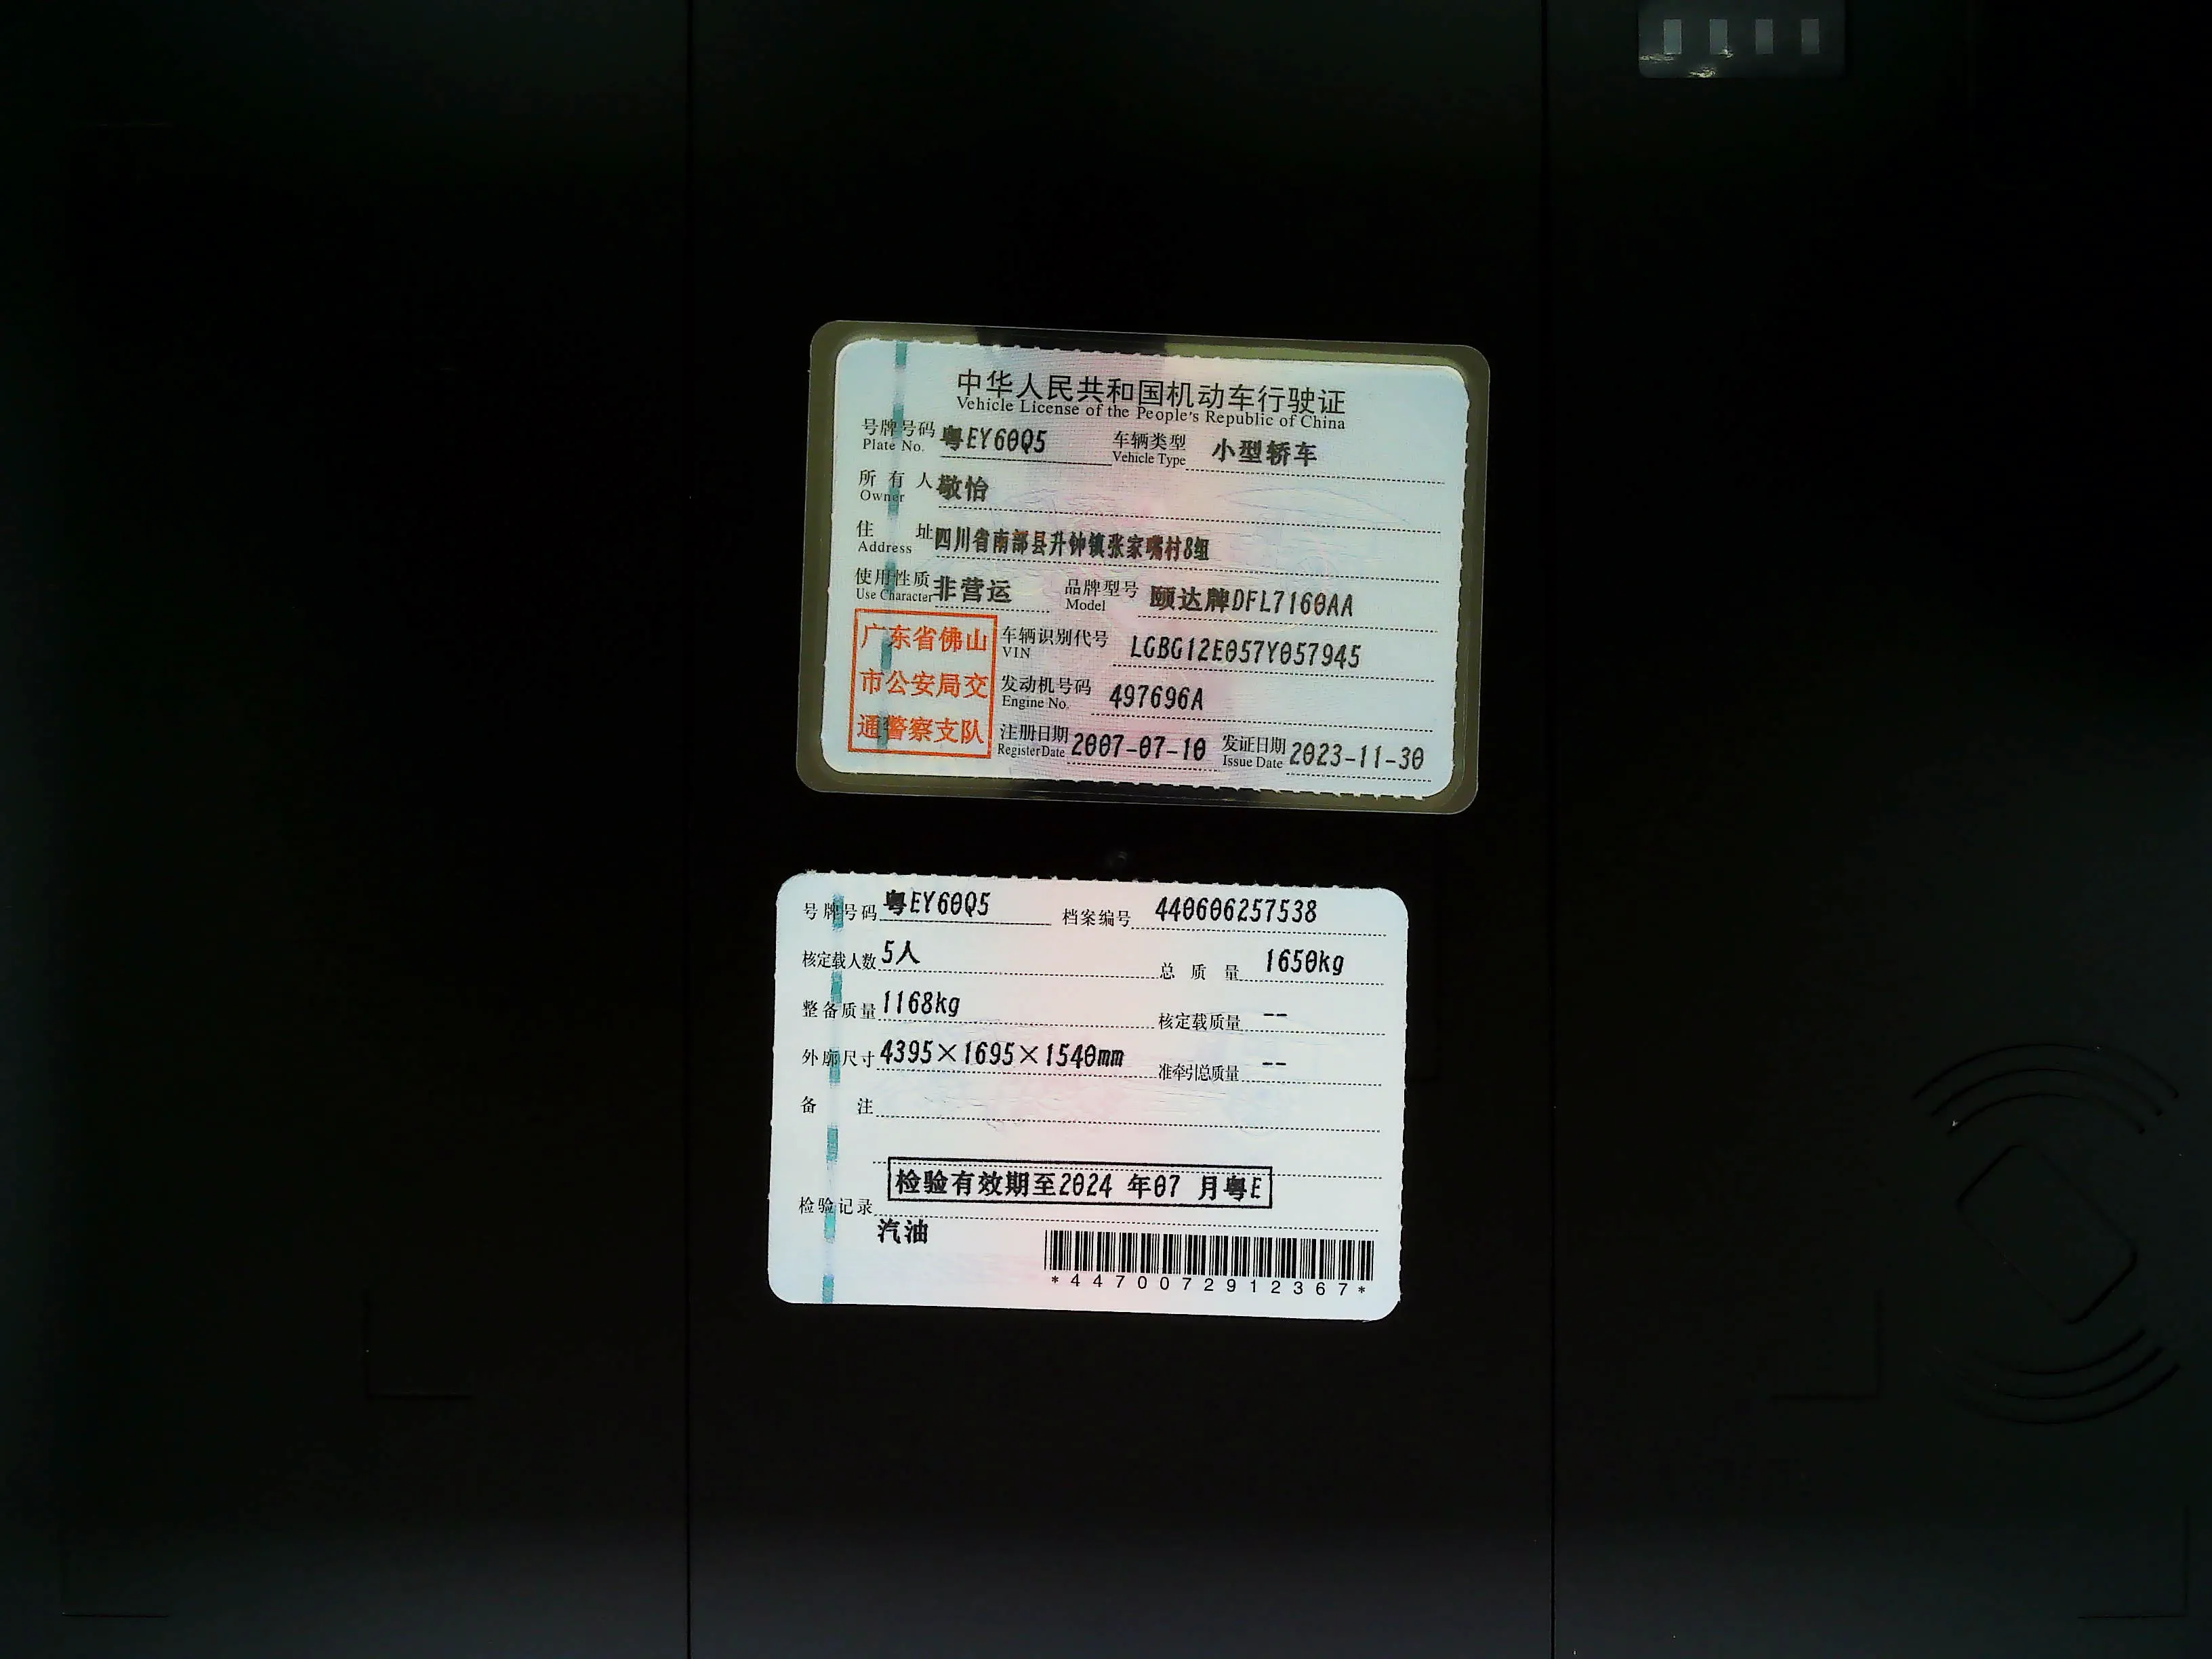 中华人民共和国机动车行驶证
Vehicle License of the People's Republic of China
号牌号码 粤EY60Q5 车辆类型 小型轿车
Plate No. Vehicle Type
所有人 敬怡
Owner
住址 四川省南部县升钟镇张家嘴村8组
Address
使用性质 非营运 品牌型号 颐达牌DFL7160AA
Use Character Model
广东省佛山
市公安局交
通警察支队
车辆识别代号 LGBG12E057Y057945
VIN
发动机号码 497696A
Engine No.
注册日期 2007-07-10 发证日期 2023-11-30
Register Date Issue Date
号牌号码 粤EY60Q5 档案编号 440606257538
核定载人数 5人 总质量 1650kg
整备质量 1168kg 核定载质量 --
外廓尺寸 4395×1695×1540mm 准牵引总质量 --
备注
检验有效期至2024 年07 月粤E
检验记录
汽油
*4470072912367*